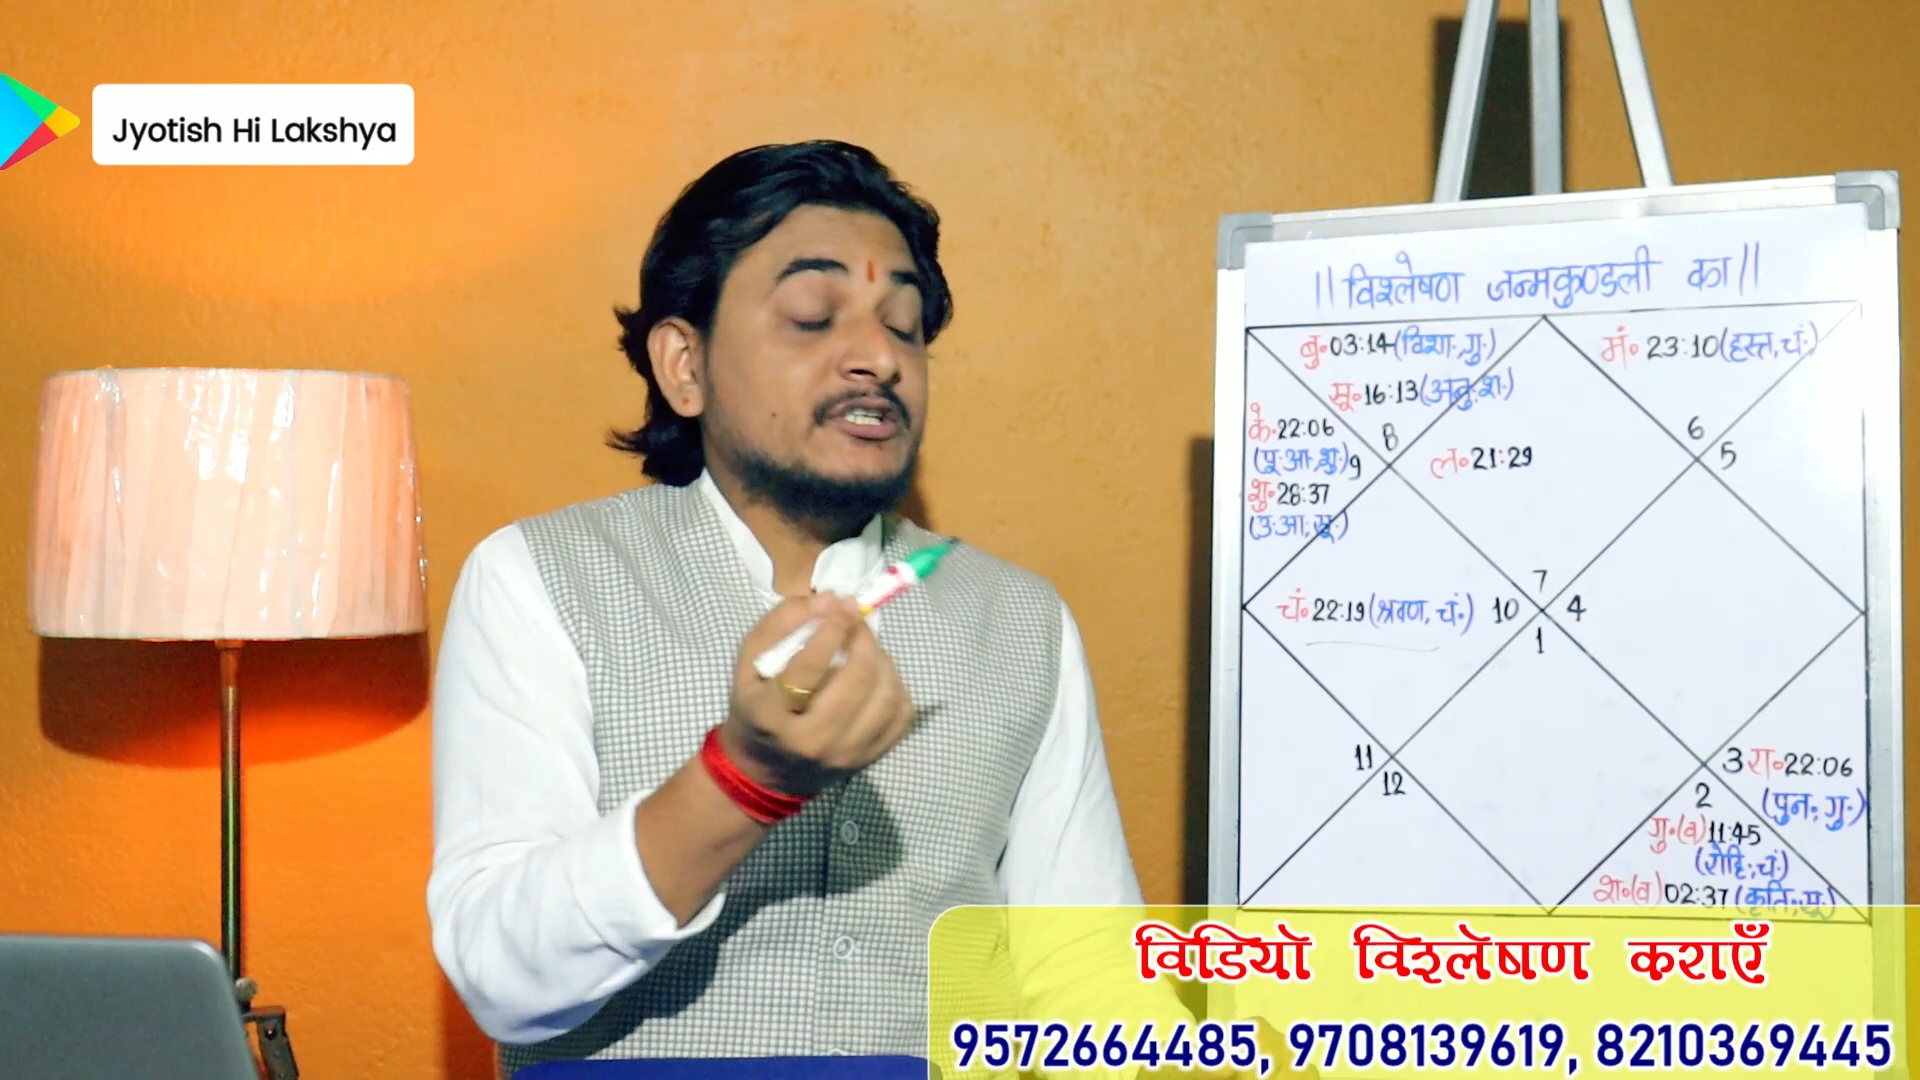 Jyotish Hi Lakshya
||विश्लेषण जन्मकुण्डली का||
बु॰03:14(विशा,गु॰)
मं॰ 23:10(हस्त,चं॰)
सू॰16:13(अनु॰श॰)
के॰22:06
8
6
(पू॰आ॰शु॰)9
ल॰21:29
5
शु॰28:37
(उ॰आ॰,सू॰)
7
चं॰22:19(श्रवण, चं॰) 10
4
1
11
12
3 रा॰22:06
2
(पुन॰,गु॰)
गु॰(व)11:45
(रोहि॰,चं॰)
श॰(व)02:37(कृति॰,सू॰)
विडियो विश्लेषण कराएँ
9572664485, 9708139619, 8210369445